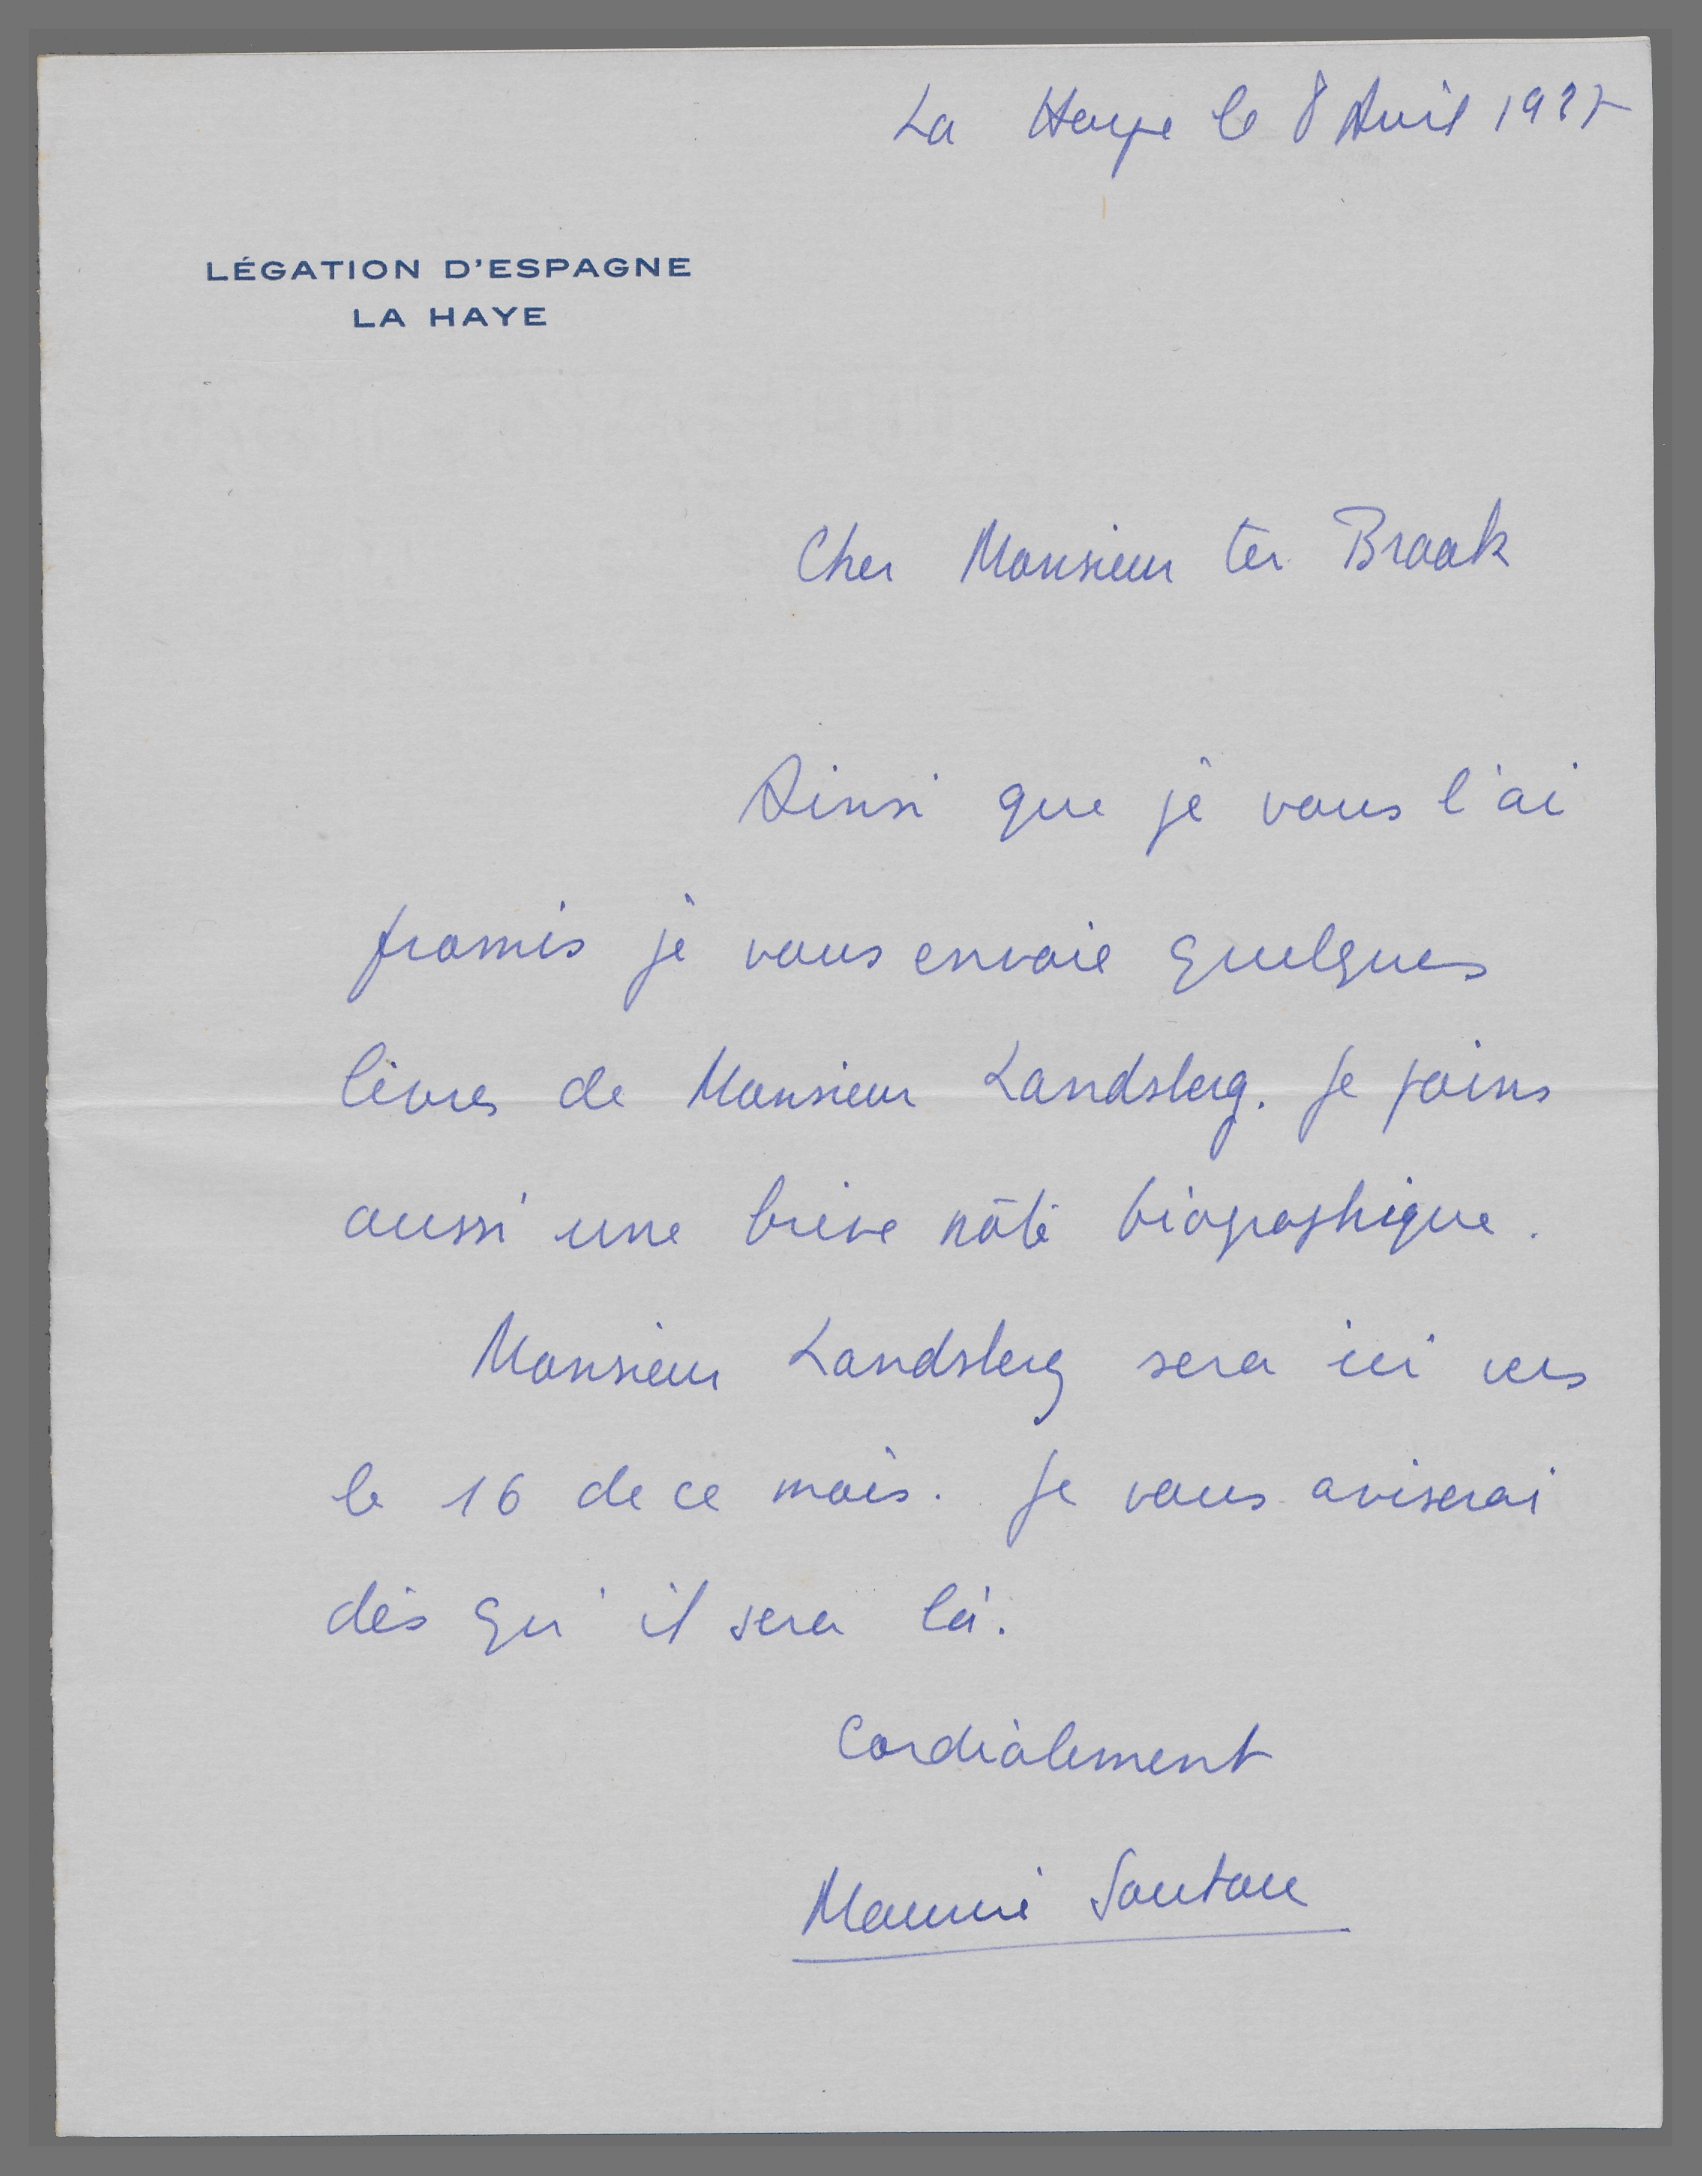 La Haye le 8 Avril 1937
LÉGATION D'ESPAGNE
LA HAYE
Cher Monsieur ter Braak
Ainsi que je vous l'ai
promis je vous envoie quelques
livres de Monsieur Landsberg. Je joins
aussi une brève note biographique.
Monsieur Landsberg sera ici vers
le 16 de ce mois. Je vous aviserai
dès qu'il sera là.
Cordialement